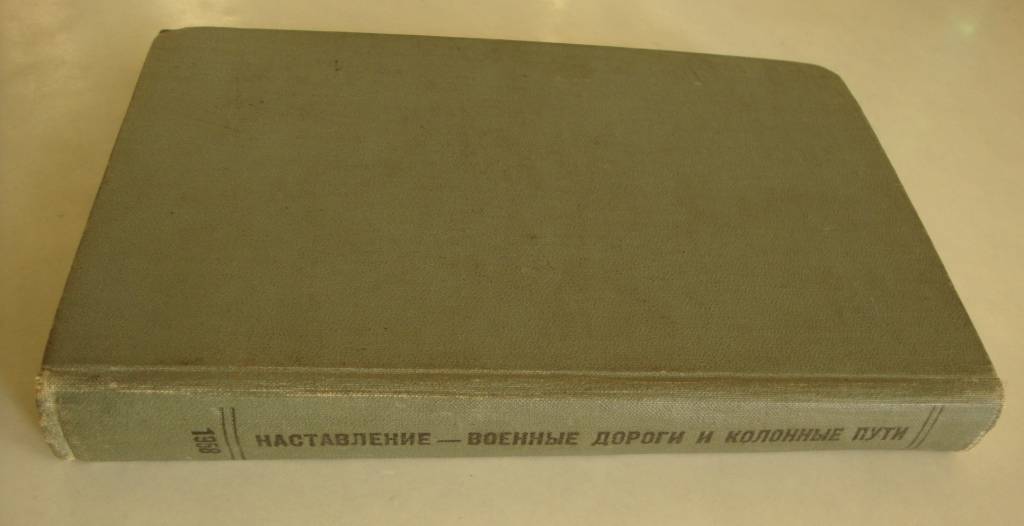 НАСТАВЛЕНИЕ — ВОЕННЫЕ ДОРОГИ И КОЛОННЫЕ ПУТИ
1958